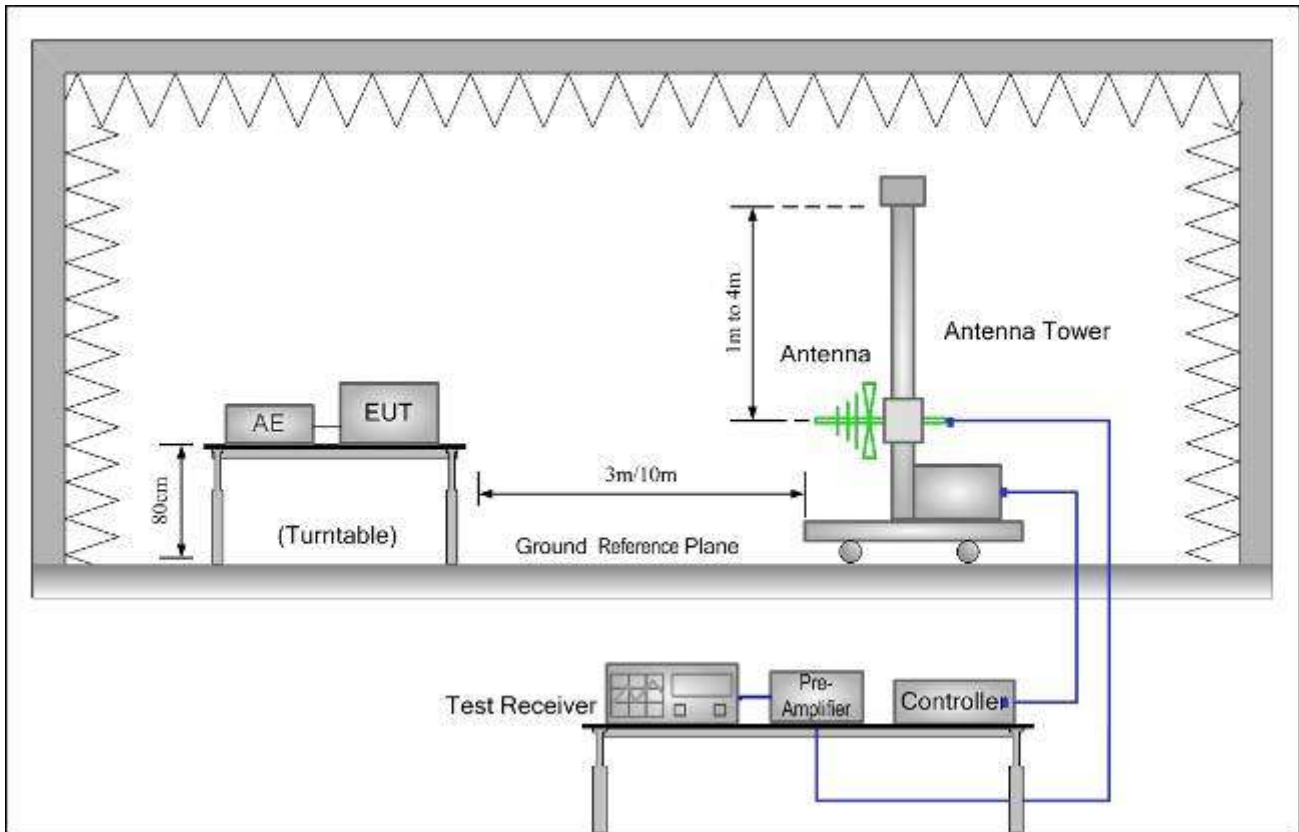 1m to 4m
Antenna Tower
Antenna
AE
EUT
80cm
3m/10m
(Turntable)
Ground Reference Plane
Test Receiver
Pre-
Amplifier
Controller